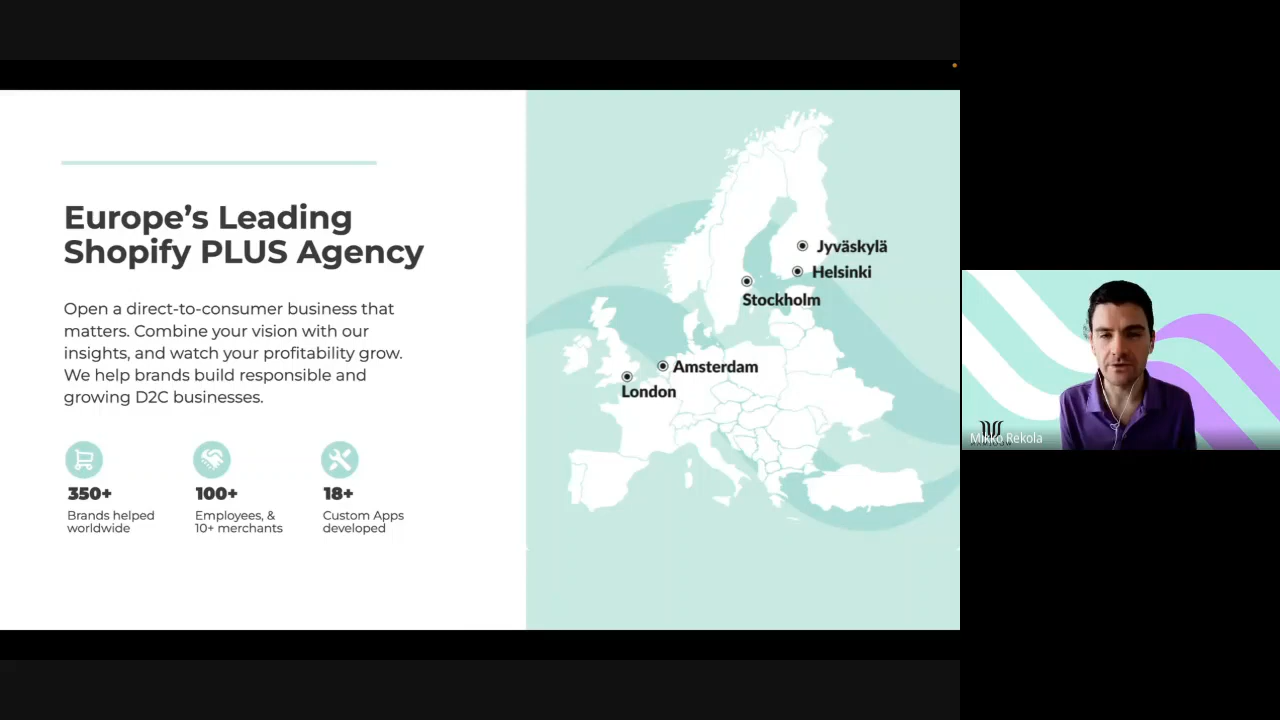 Europe’s Leading
Shopify PLUS Agency
Open a direct-to-consumer business that
matters. Combine your vision with our
insights, and watch your profitability grow.
We help brands build responsible and
growing D2C businesses.
350+
Brands helped
worldwide
100+
Employees, &
10+ merchants
18+
Custom Apps
developed
Jyväskylä
Helsinki
Stockholm
Amsterdam
London
Mikko Rekola